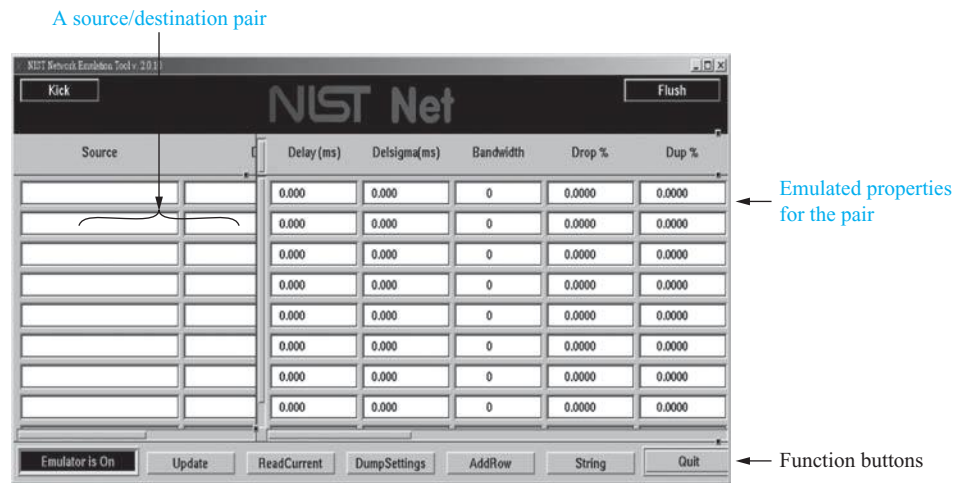 A source/destination pair
NIST Network Emulation Tool v. 2.0.10
Kick
NIST Net
Flush
Source
D
Delay (ms)
Delsigma(ms)
Bandwidth
Drop %
Dup %
0.000 0.000 0 0.0000 0.0000
0.000 0.000 0 0.0000 0.0000
0.000 0.000 0 0.0000 0.0000
0.000 0.000 0 0.0000 0.0000
0.000 0.000 0 0.0000 0.0000
0.000 0.000 0 0.0000 0.0000
0.000 0.000 0 0.0000 0.0000
0.000 0.000 0 0.0000 0.0000
Emulated properties
for the pair
Emulator is On
Update
ReadCurrent
DumpSettings
AddRow
String
Quit
Function buttons